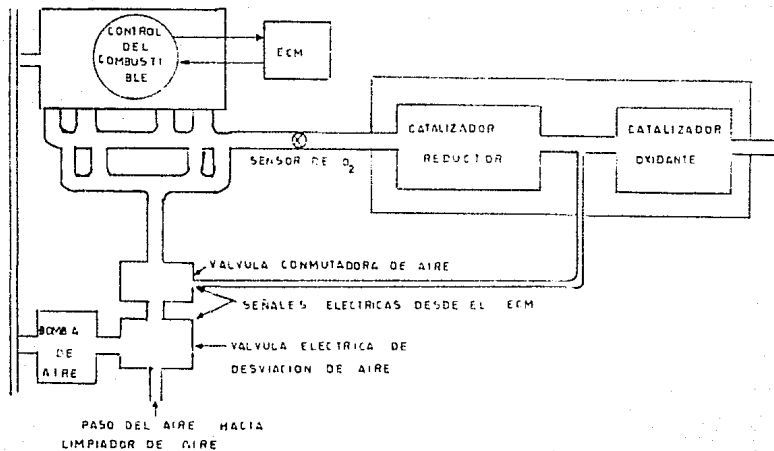 CONTROL
DEL
COMBUSTI
BLE
ECM
CATALIZADOR
REDUCTOR
CATALIZADOR
OXIDANTE
SENSOR DE O2
VALVULA CONMUTADORA DE AIRE
SEÑALES ELECTRICAS DESDE EL ECM
BOMBA
DE
AIRE
VALVULA ELECTRICA DE
DESVIACION DE AIRE
PASO DEL AIRE HACIA
LIMPIADOR DE AIRE